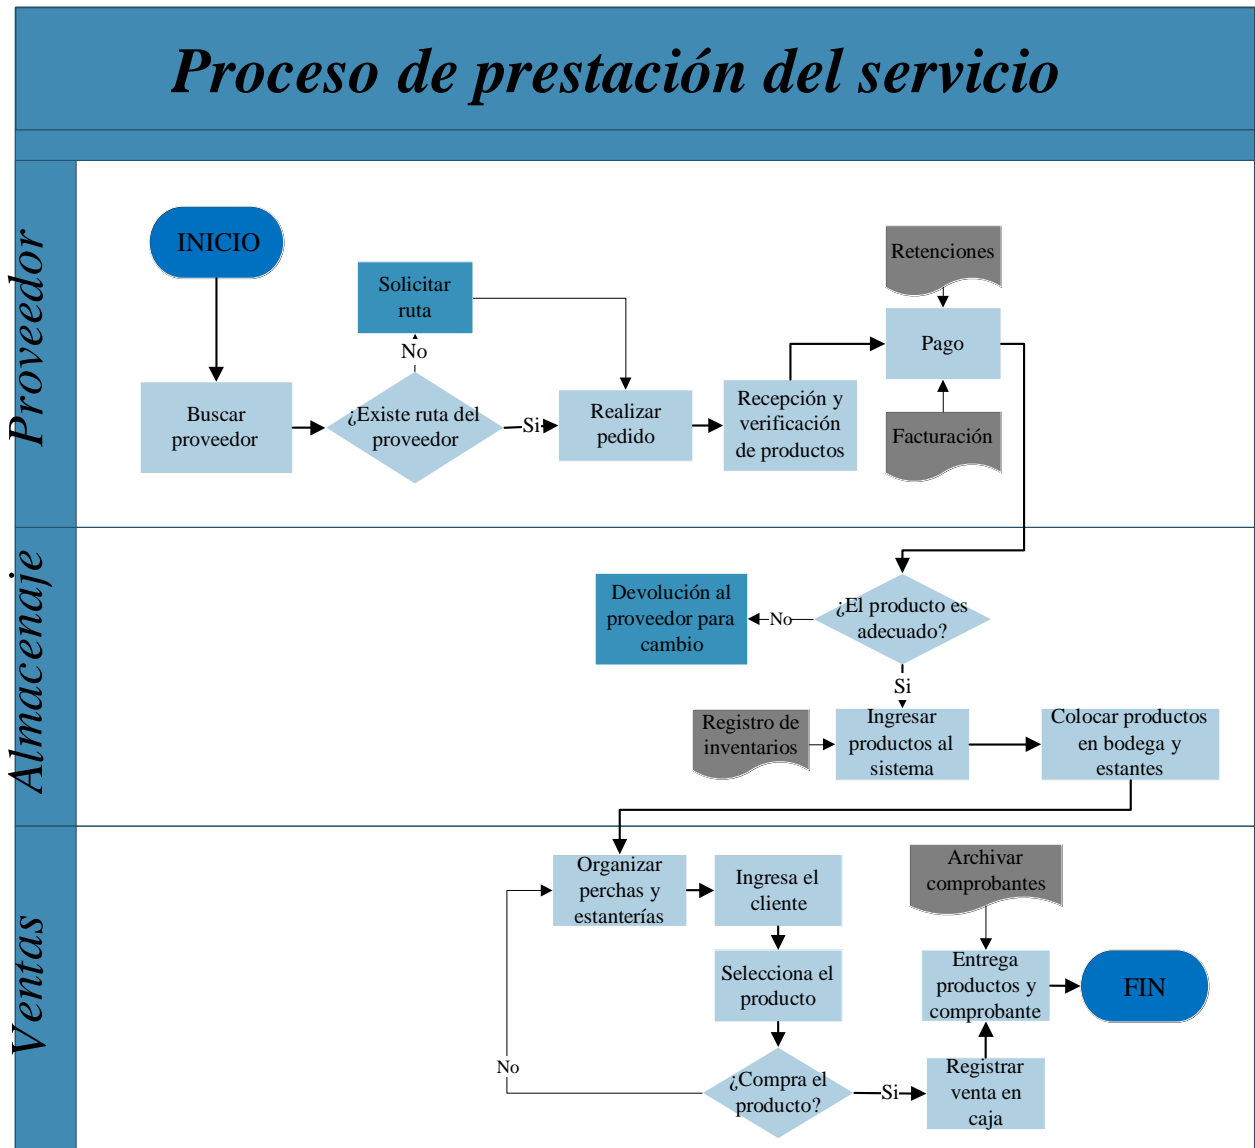 Proceso de prestación del servicio
Proveedor
INICIO
Buscar
proveedor
¿Existe ruta del
proveedor
No
Solicitar
ruta
Si
Realizar
pedido
Recepción y
verificación
de productos
Retenciones
Pago
Facturación
Almacenaje
¿El producto es
adecuado?
No
Devolución al
proveedor para
cambio
Si
Registro de
inventarios
Ingresar
productos al
sistema
Colocar productos
en bodega y
estantes
Ventas
Organizar
perchas y
estanterías
Ingresa el
cliente
Selecciona el
producto
¿Compra el
producto?
No
Si
Registrar
venta en
caja
Archivar
comprobantes
Entrega
productos y
comprobante
FIN